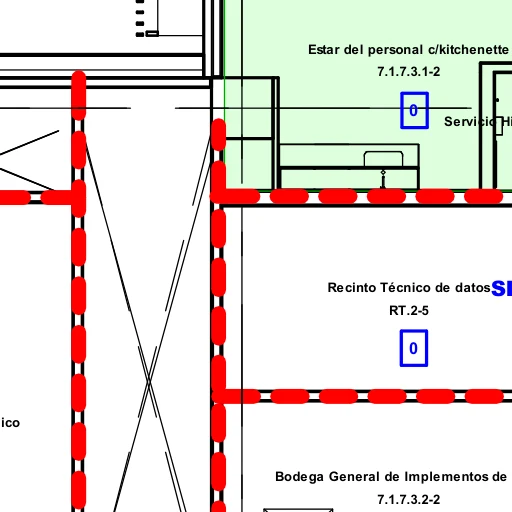 Estar del personal c/kitchenette
7.1.7.3.1-2
0
Servicio Hi
Recinto Técnico de datos
RT.2-5
0
ico
Bodega General de Implementos de
7.1.7.3.2-2